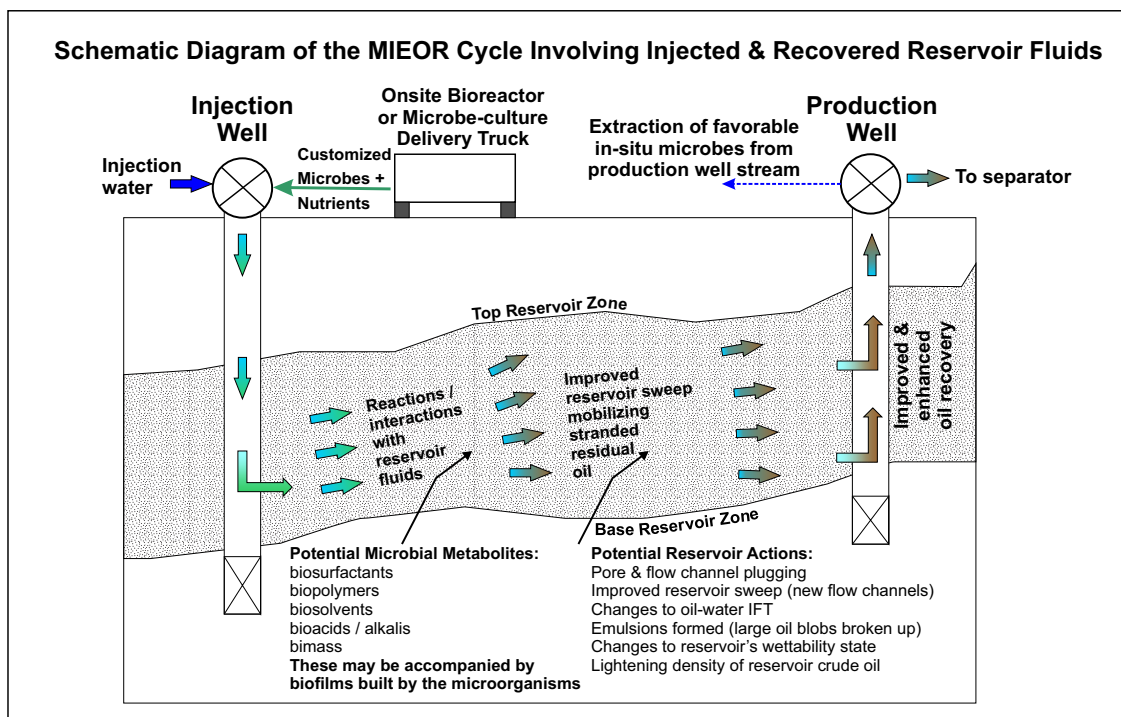 Schematic Diagram of the MIEOR Cycle Involving Injected & Recovered Reservoir Fluids
Injection
Well
Onsite Bioreactor
or Microbe-culture
Delivery Truck
Production
Well
Extraction of favorable
in-situ microbes from
production well stream
Injection
water
Customized
Microbes +
Nutrients
To separator
Top Reservoir Zone
Reactions /
interactions
with
reservoir
fluids
Improved
reservoir sweep
mobilizing
stranded
residual
oil
Improved &
enhanced
oil recovery
Base Reservoir Zone
Potential Microbial Metabolites:
biosurfactants
biopolymers
biosolvents
bioacids / alkalis
bimass
These may be accompanied by
biofilms built by the microorganisms
Potential Reservoir Actions:
Pore & flow channel plugging
Improved reservoir sweep (new flow channels)
Changes to oil-water IFT
Emulsions formed (large oil blobs broken up)
Changes to reservoir's wettability state
Lightening density of reservoir crude oil